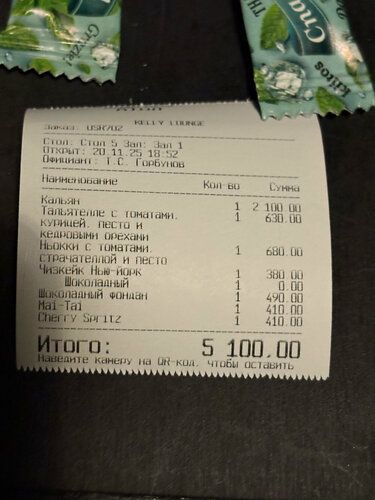 Grazie!
TH
Спа
Kiitos
KELLY LOUNGE
Заказ: USR702
Стол: Стол 5 Зал: Зал 1
Открыт: 20.11.25 18:52
Официант: Т.С. Горбунов
Наименование Кол-во Сумма
Кальян 1 2 100.00
Тальятелле с томатами, 1 630.00
курицей, песто и
кедровыми орехами
Ньокки с томатами, 1 680.00
страчателлой и песто
Чизкейк Нью-Йорк 1 380.00
Шоколадный 1 0.00
Шоколадный фондан 1 490.00
Mai-Tai 1 410.00
Cherry Spritz 1 410.00
Итого: 5 100.00
Наведите камеру на QR-код, чтобы оставить